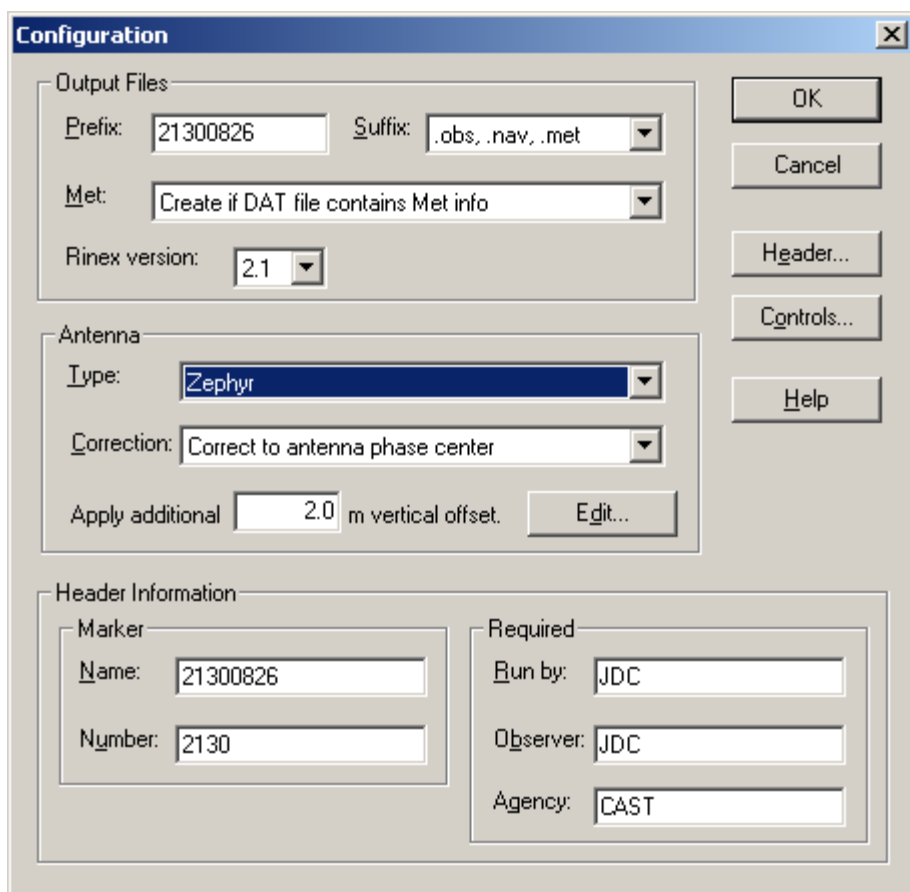 Configuration
Output Files
Prefix: 21300826 Suffix: .obs, .nav, .met
Met: Create if DAT file contains Met info
Rinex version: 2.1
OK
Cancel
Header...
Controls...
Help
Antenna
Type: Zephyr
Correction: Correct to antenna phase center
Apply additional 2.0 m vertical offset. Edit...
Header Information
Marker
Name: 21300826
Number: 2130
Required
Run by: JDC
Observer: JDC
Agency: CAST